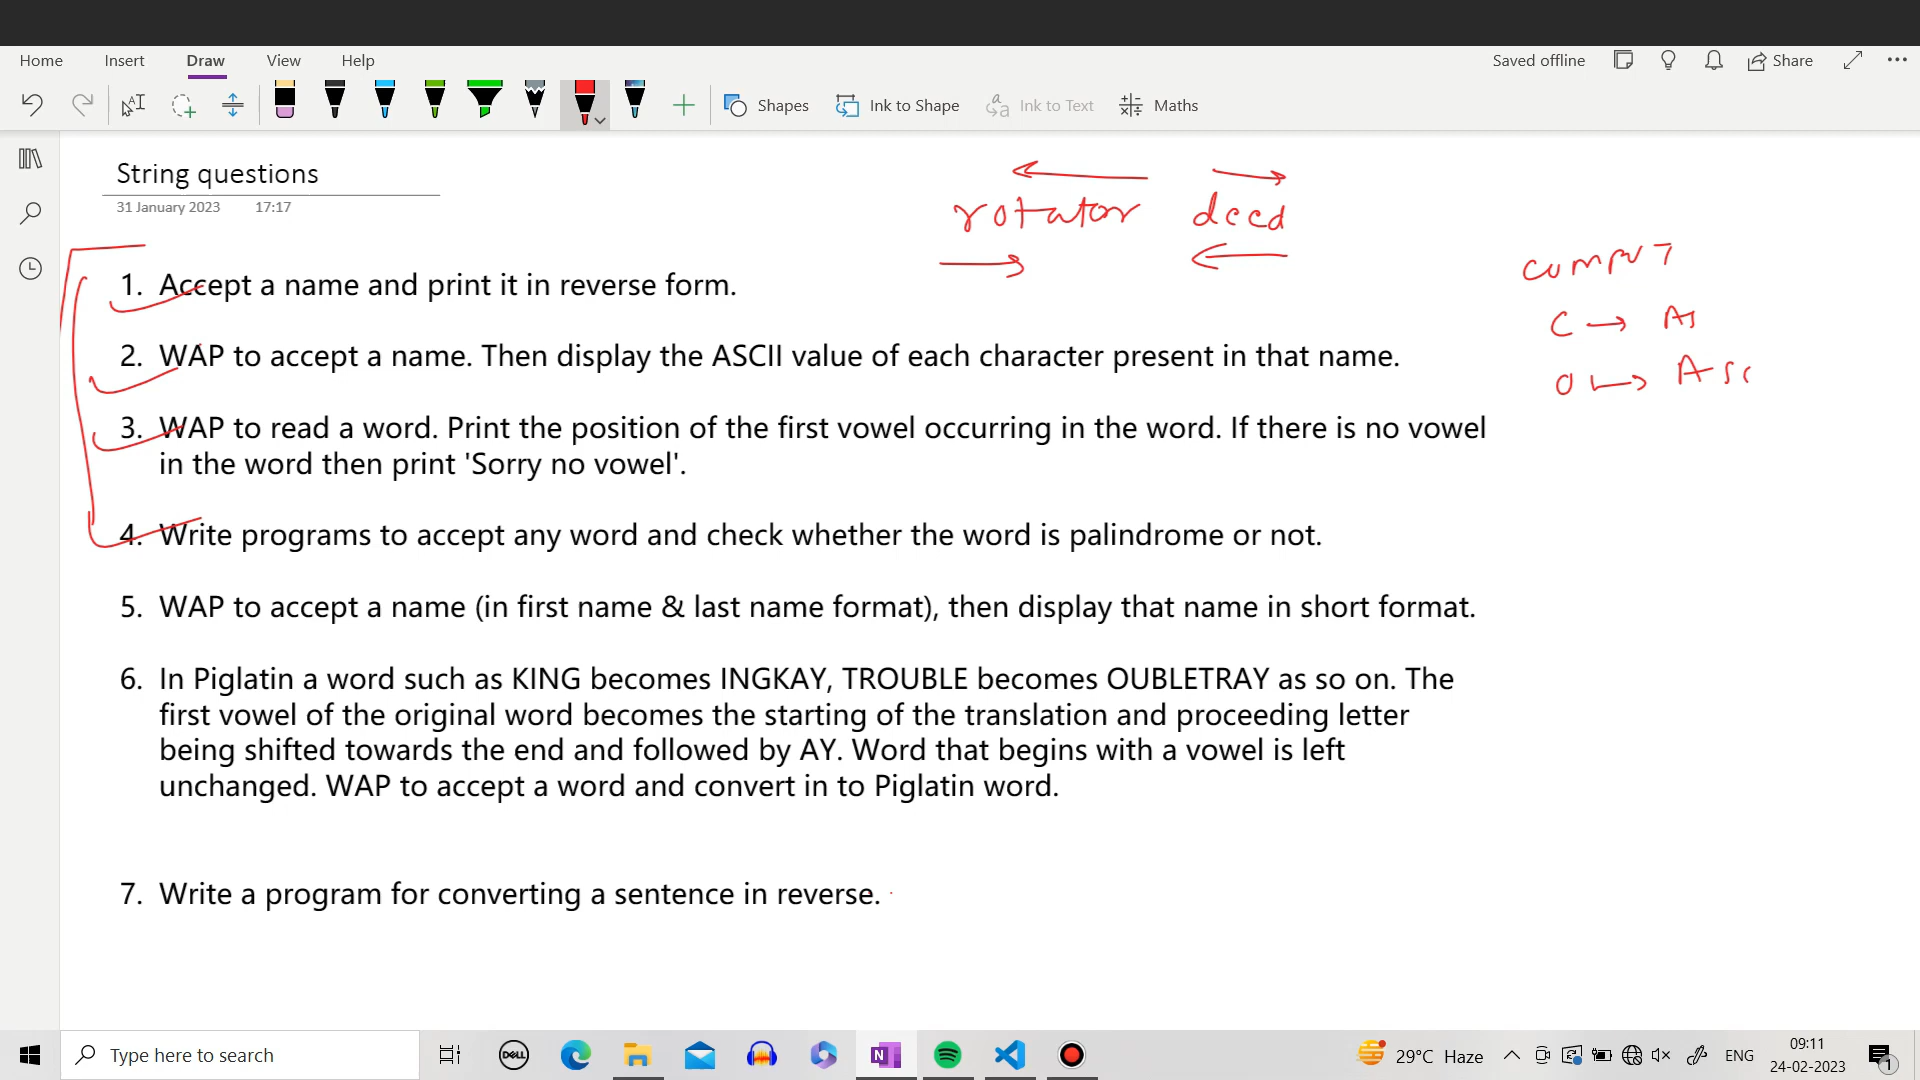 Home Insert Draw View Help Saved offline Share
Shapes Ink to Shape Ink to Text Maths
String questions
31 January 2023 17:17
rotator
COMPUT
C → As
O → Asc
1. Accept a name and print it in reverse form.
2. WAP to accept a name. Then display the ASCII value of each character present in that name.
3. WAP to read a word. Print the position of the first vowel occurring in the word. If there is no vowel
in the word then print 'Sorry no vowel'.
4. Write programs to accept any word and check whether the word is palindrome or not.
5. WAP to accept a name (in first name & last name format), then display that name in short format.
6. In Piglatin a word such as KING becomes INGKAY, TROUBLE becomes OUBLETRAY as so on. The
first vowel of the original word becomes the starting of the translation and proceeding letter
being shifted towards the end and followed by AY. Word that begins with a vowel is left
unchanged. WAP to accept a word and convert in to Piglatin word.
7. Write a program for converting a sentence in reverse.
Type here to search
DELL
N
29°C Haze
ENG
09:11
24-02-2023
1